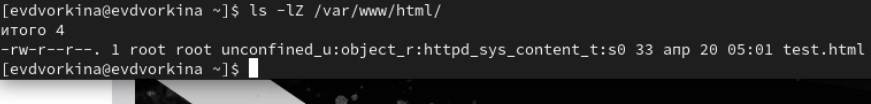 [evdvorkina@evdvorkina ~]$ ls -lZ /var/www/html/
итого 4
-rw-r--r--. 1 root root unconfined_u:object_r:httpd_sys_content_t:s0 33 апр 20 05:01 test.html
[evdvorkina@evdvorkina ~]$